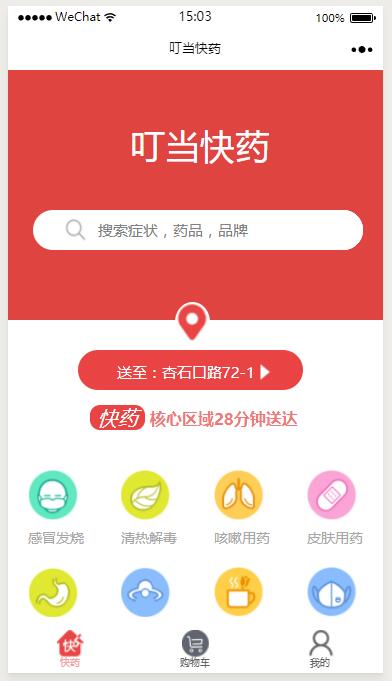 ●●●●● WeChat 15:03 100%
叮当快药
叮当快药
搜索症状，药品，品牌
送至：杏石口路72-1
快药 核心区域28分钟送达
感冒发烧 清热解毒 咳嗽用药 皮肤用药
快药 购物车 我的
快药